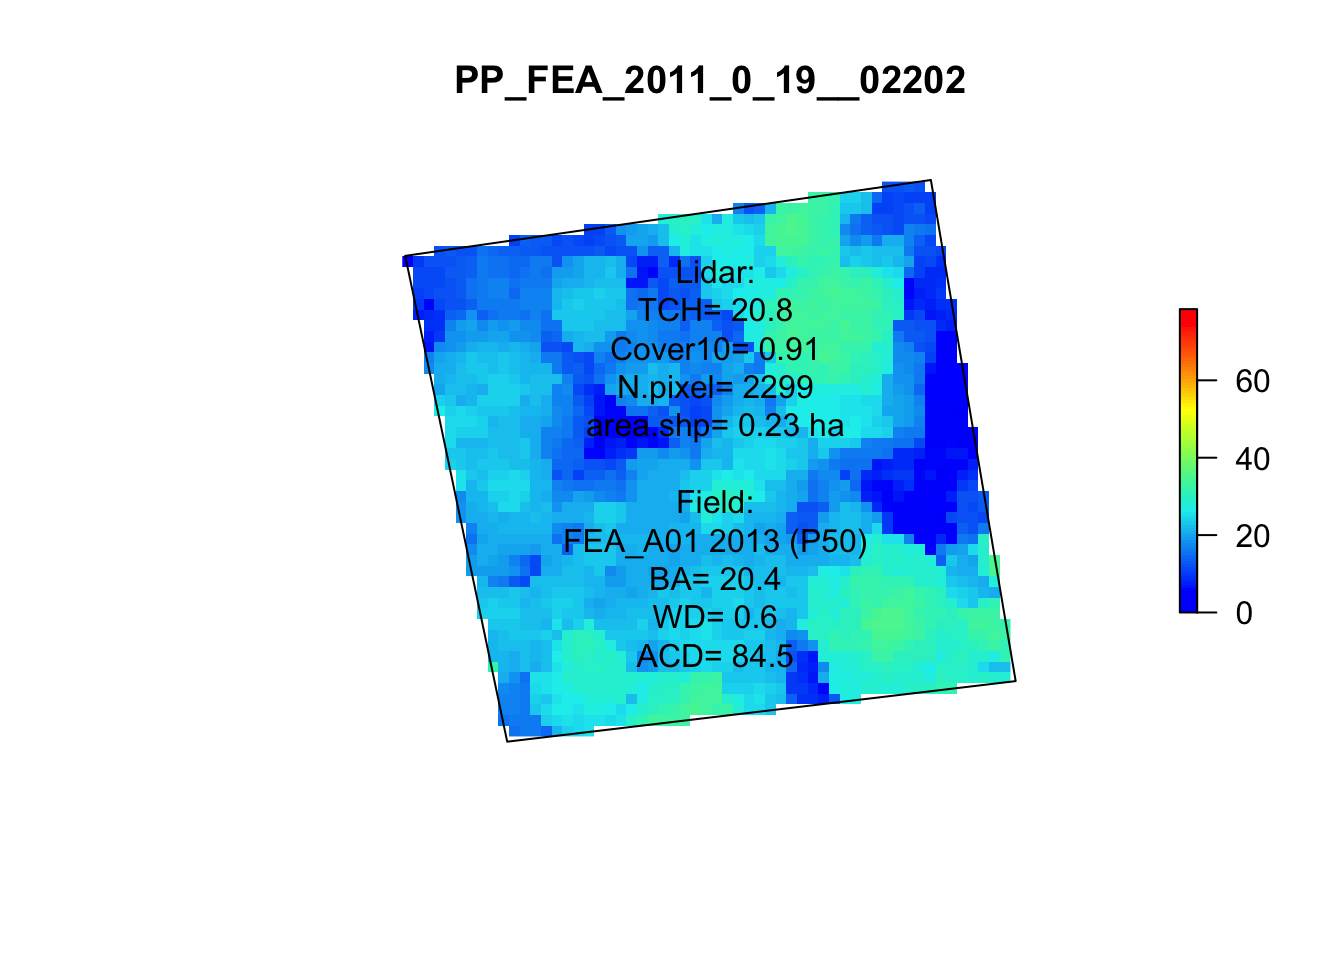 PP_FEA_2011_0_19__02202
Lidar:
TCH= 20.8
Cover10= 0.91
N.pixel= 2299
area.shp= 0.23 ha
Field:
FEA_A01 2013 (P50)
BA= 20.4
WD= 0.6
ACD= 84.5
60
40
20
0